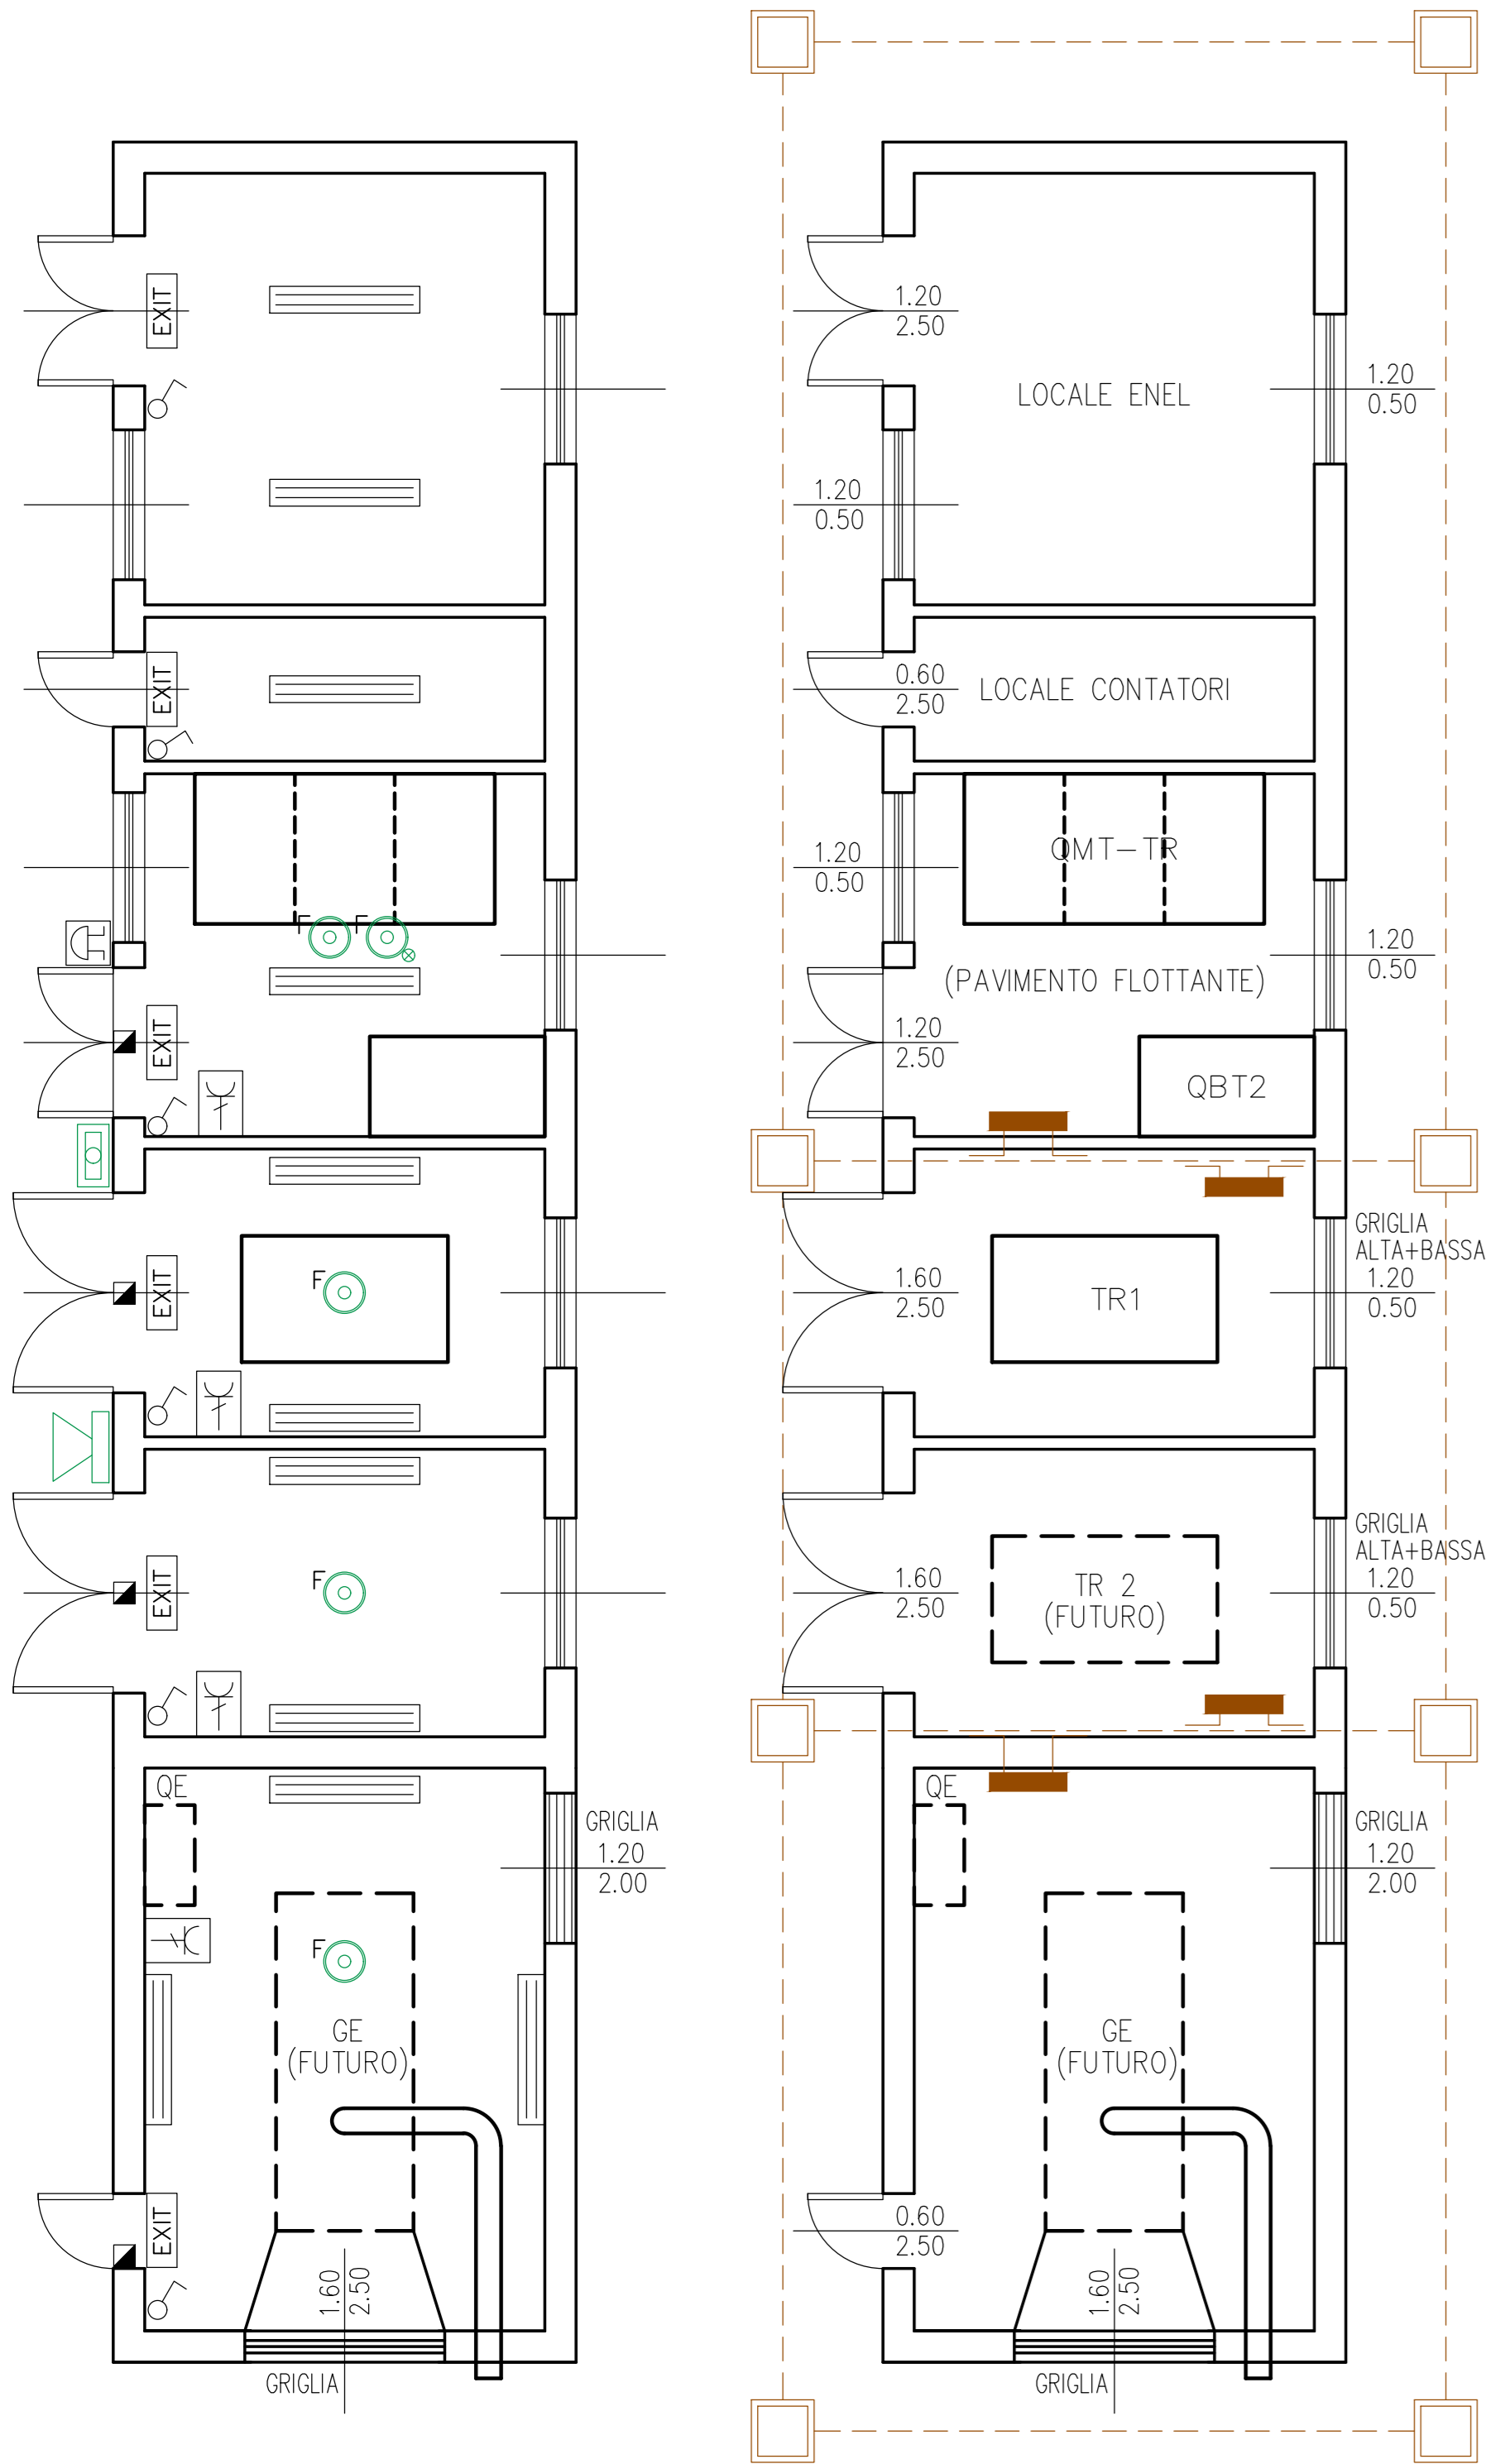 EXIT
EXIT
F F
EXIT
EXIT
F
EXIT
F
QE
GRIGLIA
1.20
2.00
F
GE
(FUTURO)
EXIT
1.60
2.50
GRIGLIA
1.20
2.50
LOCALE ENEL
1.20
0.50
1.20
0.50
0.60
2.50
LOCALE CONTATORI
QMT-TR
1.20
0.50
1.20
0.50
(PAVIMENTO FLOTTANTE)
1.20
2.50
QBT2
GRIGLIA
ALTA+BASSA
1.20
0.50
1.60
2.50
TR1
GRIGLIA
ALTA+BASSA
1.20
0.50
1.60
2.50
TR 2
(FUTURO)
QE
GRIGLIA
1.20
2.00
GE
(FUTURO)
0.60
2.50
1.60
2.50
GRIGLIA